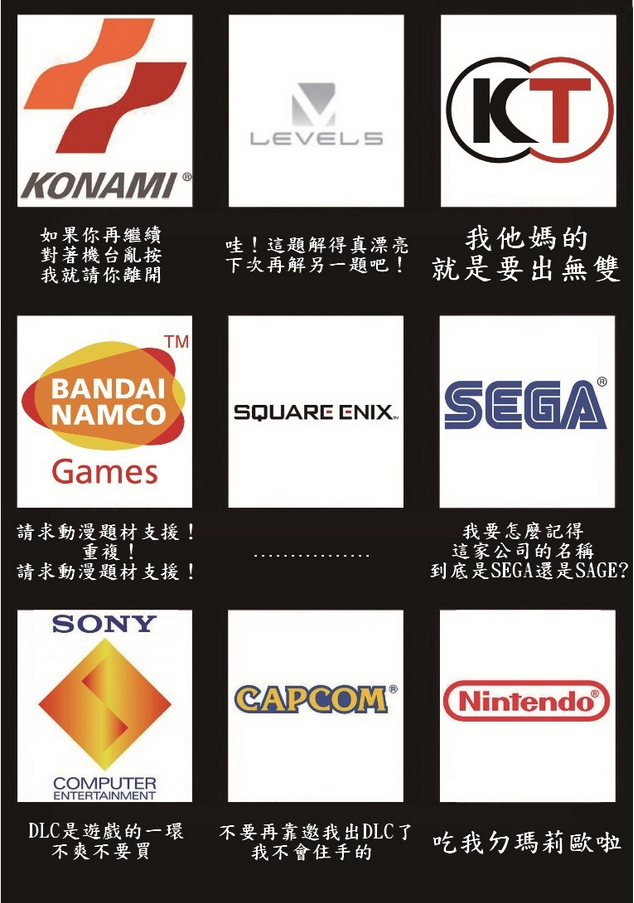 KONAMI®
LEVEL5
KT
如果你再繼續
對著機台亂按
我就請你離開
哇！這題解得真漂亮
下次再解另一題吧！
我他媽的
就是要出無雙
TM
BANDAI
NAMCO
Games
SQUARE ENIX™
SEGA®
請求動漫題材支援！
重複！
請求動漫題材支援！
................
我要怎麼記得
這家公司的名稱
到底是SEGA還是SAGE?
SONY
COMPUTER
ENTERTAINMENT
CAPCOM®
Nintendo®
DLC是遊戲的一環
不爽不要買
不要再靠邀我出DLC了
我不會住手的
吃我ㄉ瑪莉歐啦